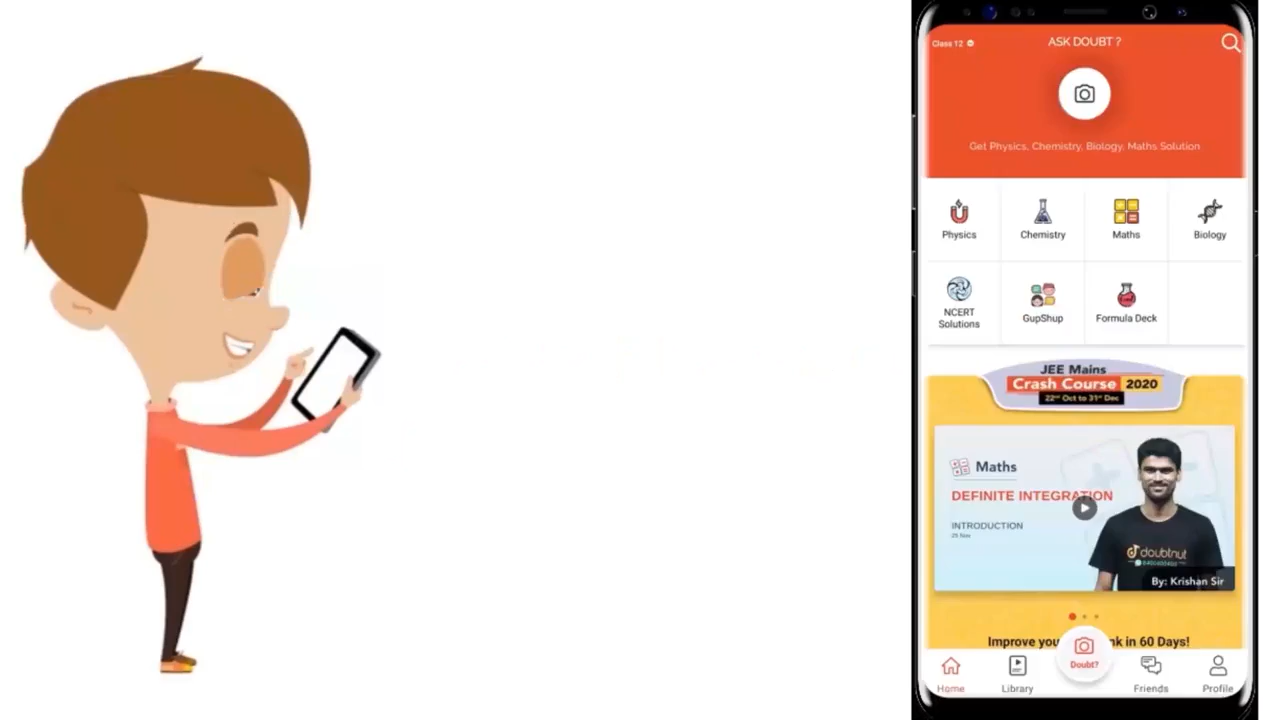 Class 12
ASK DOUBT ?
Get Physics, Chemistry, Biology, Maths Solution
Physics
Chemistry
Maths
Biology
NCERT
Solutions
GupShup
Formula Deck
JEE Mains
Crash Course 2020
22nd Oct to 31st Dec
Maths
DEFINITE INTEGRATION
INTRODUCTION
doubtnut
By: Krishan Sir
Improve you nk in 60 Days!
Doubt?
Home
Library
Friends
Profile